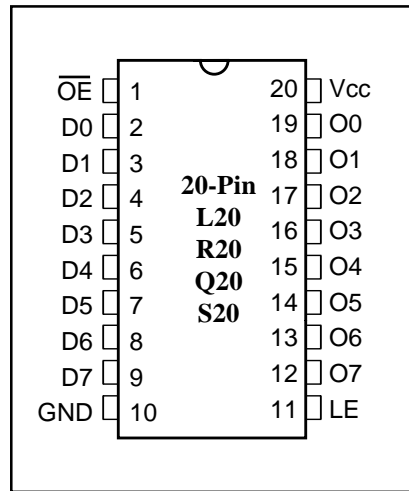 O̅E̅ 1 20 Vcc
D0 2 19 O0
D1 3 18 O1
D2 4 17 O2
D3 5 16 O3
D4 6 15 O4
D5 7 14 O5
D6 8 13 O6
D7 9 12 O7
GND 10 11 LE
20-Pin
L20
R20
Q20
S20